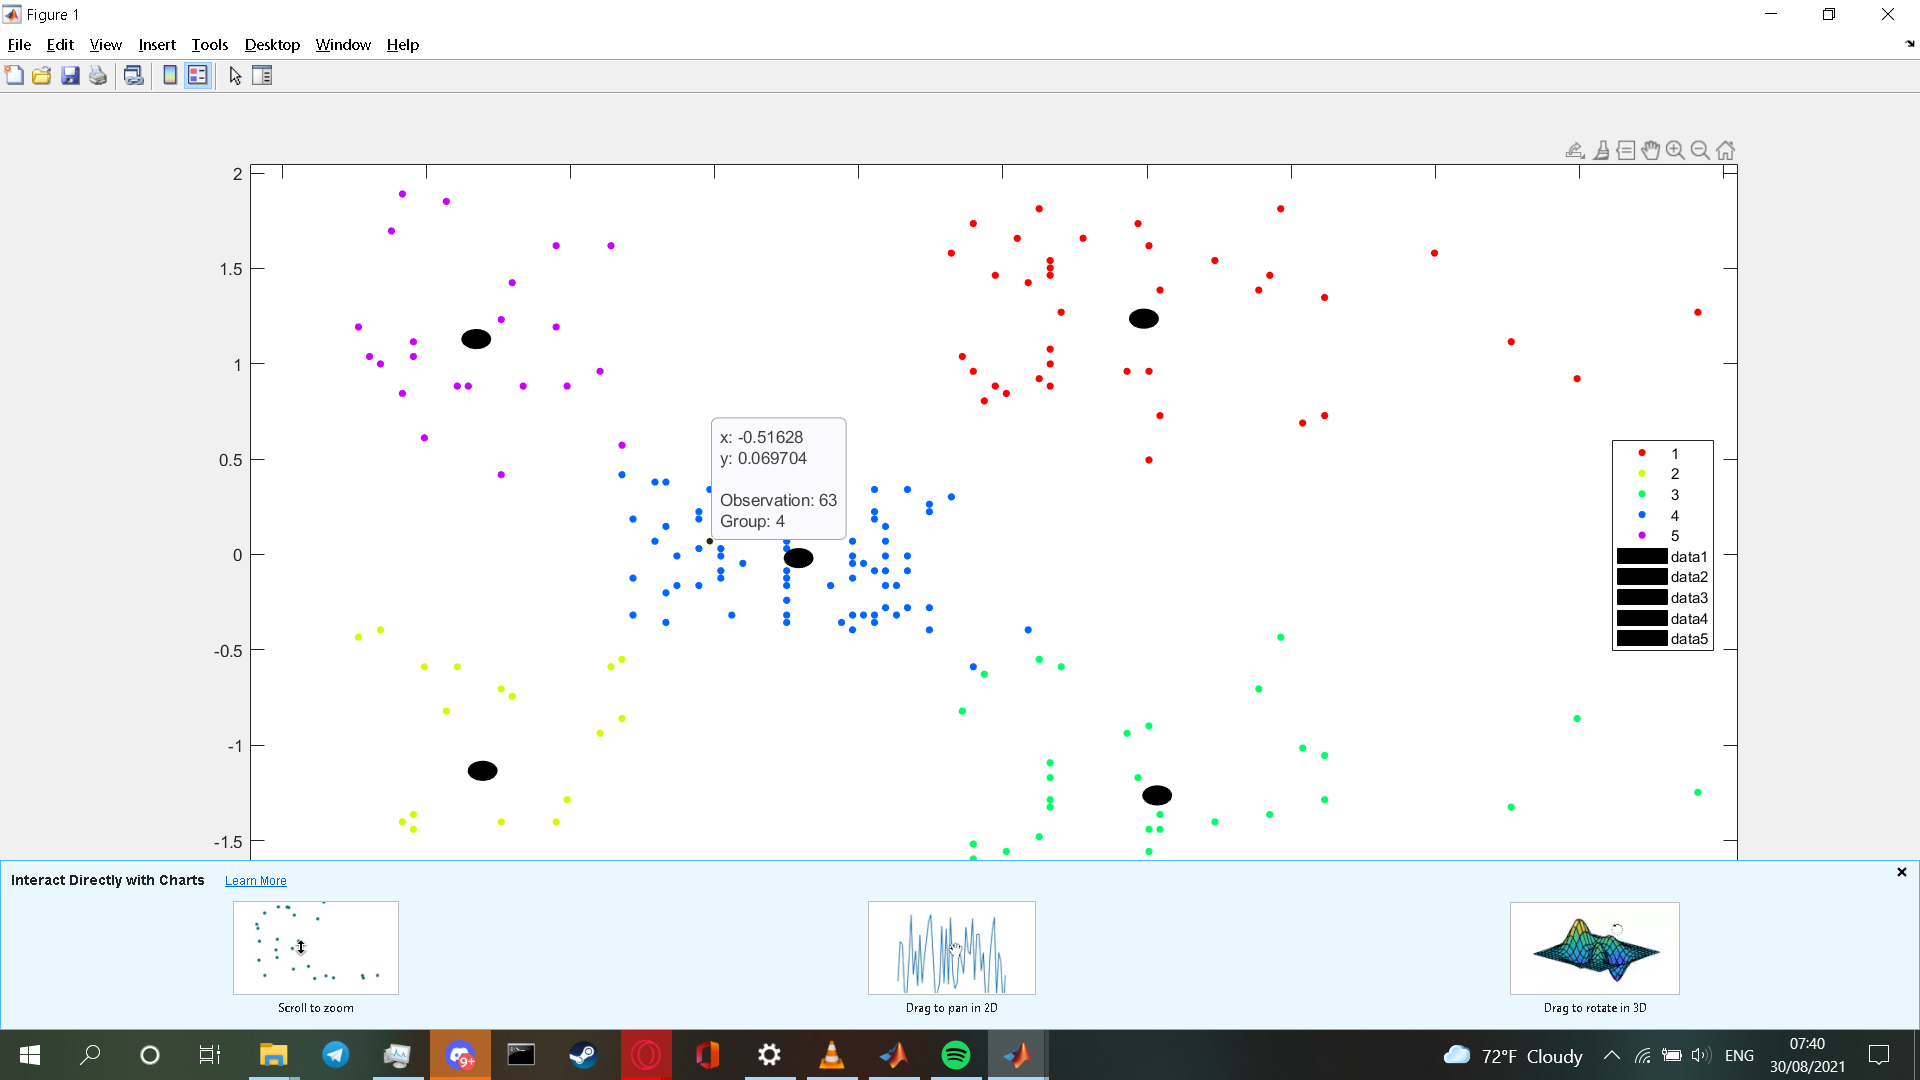 Figure 1
File Edit View Insert Tools Desktop Window Help
2
1.5
1
0.5
0
-0.5
-1
-1.5
x: -0.51628
y: 0.069704
Observation: 63
Group: 4
1
2
3
4
5
data1
data2
data3
data4
data5
Interact Directly with Charts Learn More
Scroll to zoom
Drag to pan in 2D
Drag to rotate in 3D
9+
72°F Cloudy
ENG
07:40
30/08/2021